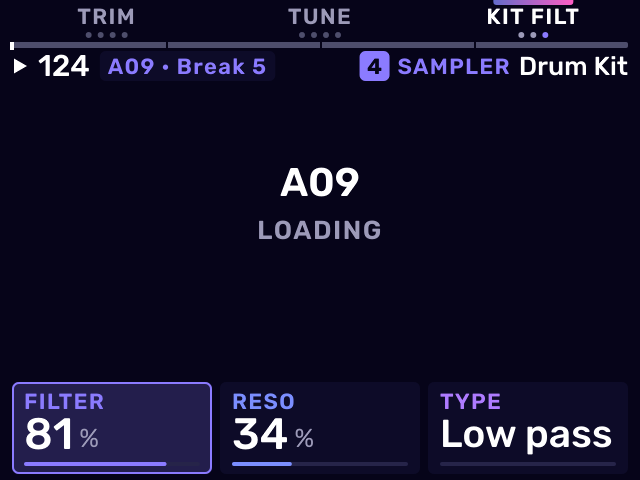 TRIM TUNE KIT FILT
124 A09 • Break 5 4 SAMPLER Drum Kit
A09
LOADING
FILTER RESO TYPE
81 % 34 % Low pass